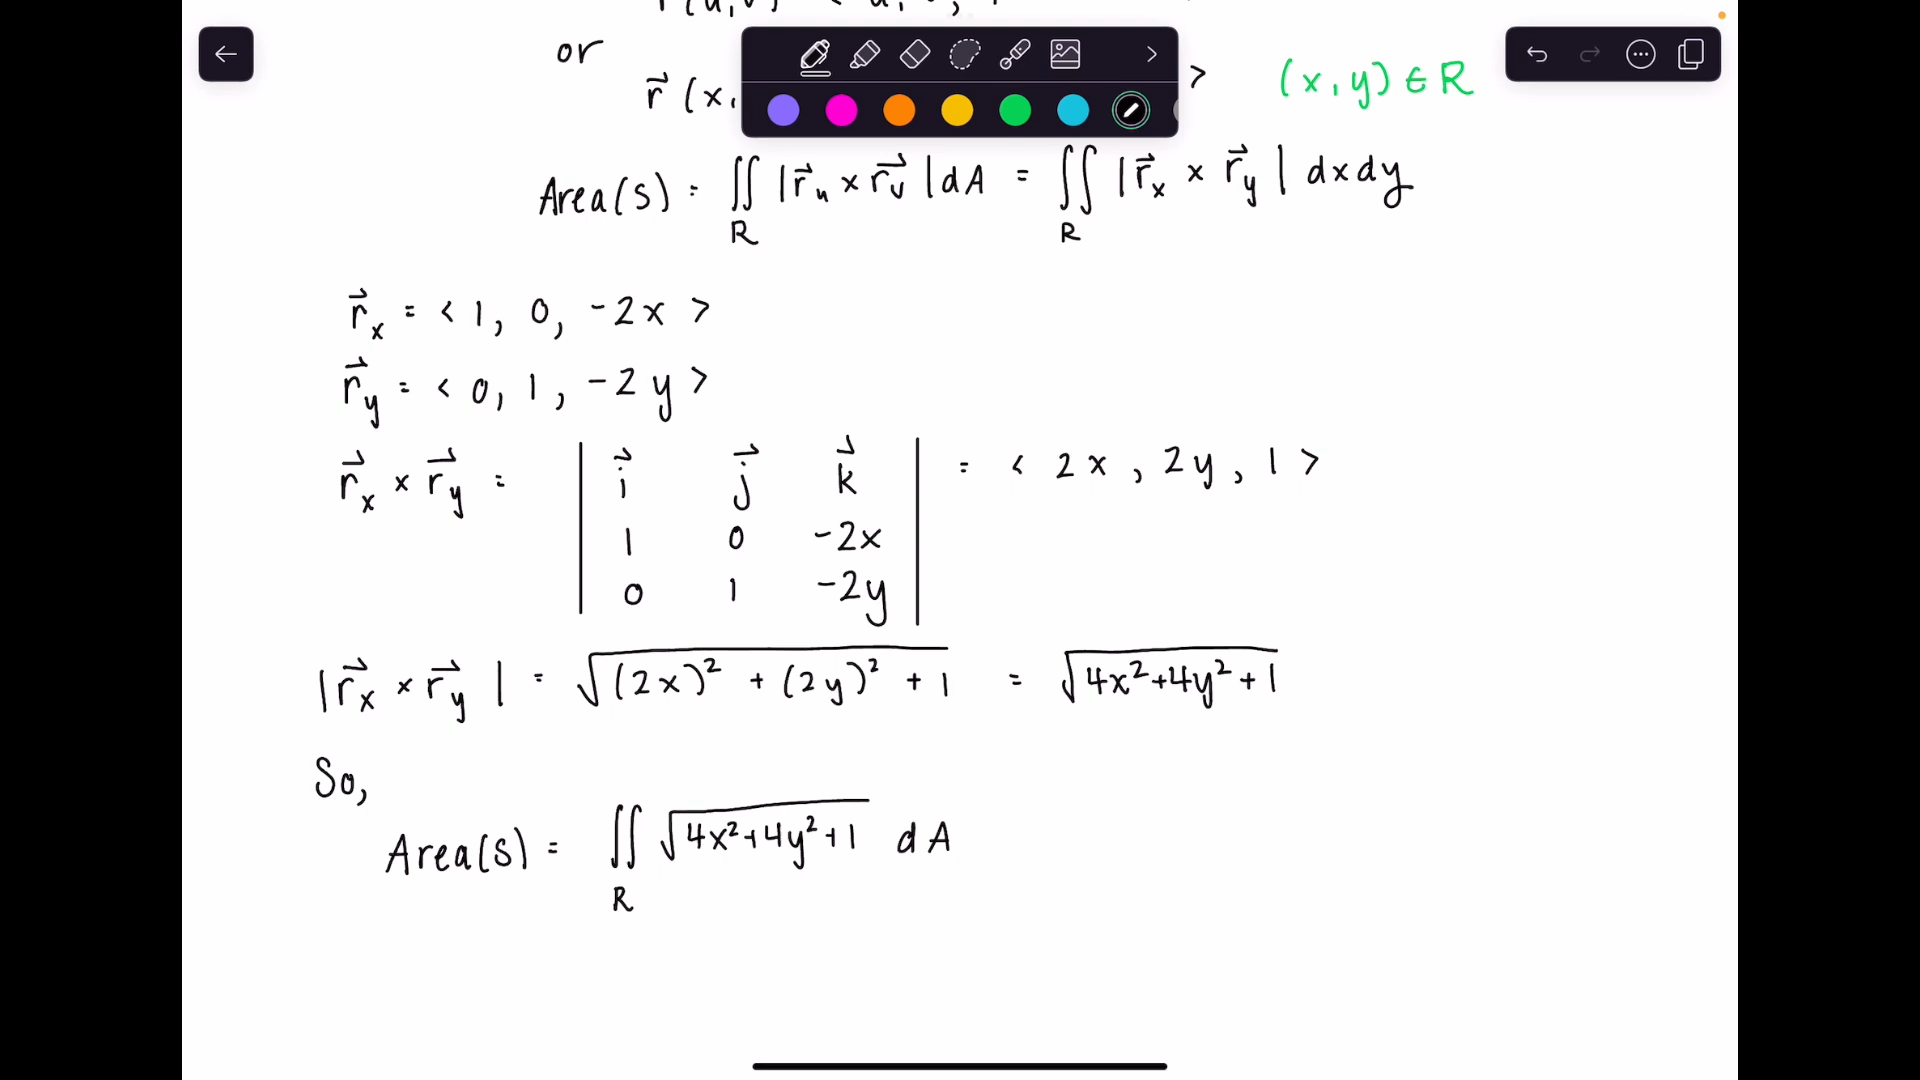 or
r⃗ (x, > (x, y) ∈ R
Area(S) = ∬_R |r⃗_u × r⃗_v| dA = ∬_R |r⃗_x × r⃗_y| dxdy
r⃗_x = < 1, 0, -2x >
r⃗_y = < 0, 1, -2y >
r⃗_x × r⃗_y = | i⃗ j⃗ k⃗ | = < 2x, 2y, 1 >
1 0 -2x
0 1 -2y
|r⃗_x × r⃗_y| = √((2x)² + (2y)² + 1) = √(4x²+4y²+1)
So,
Area(S) = ∬_R √(4x²+4y²+1) dA